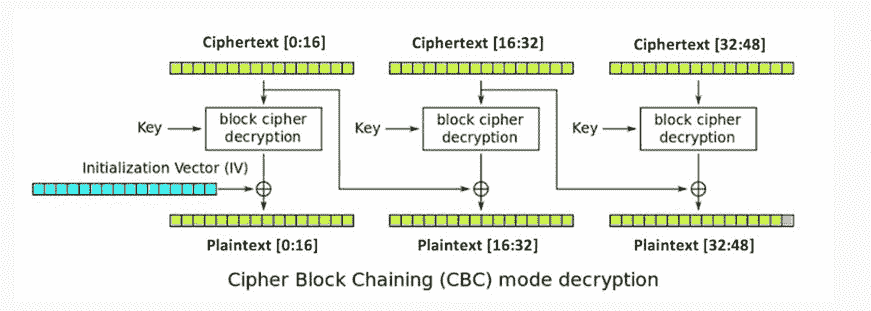 Ciphertext [0:16]
Ciphertext [16:32]
Ciphertext [32:48]
Key
block cipher
decryption
Key
block cipher
decryption
Key
block cipher
decryption
Initialization Vector (IV)
Plaintext [0:16]
Plaintext [16:32]
Plaintext [32:48]
Cipher Block Chaining (CBC) mode decryption